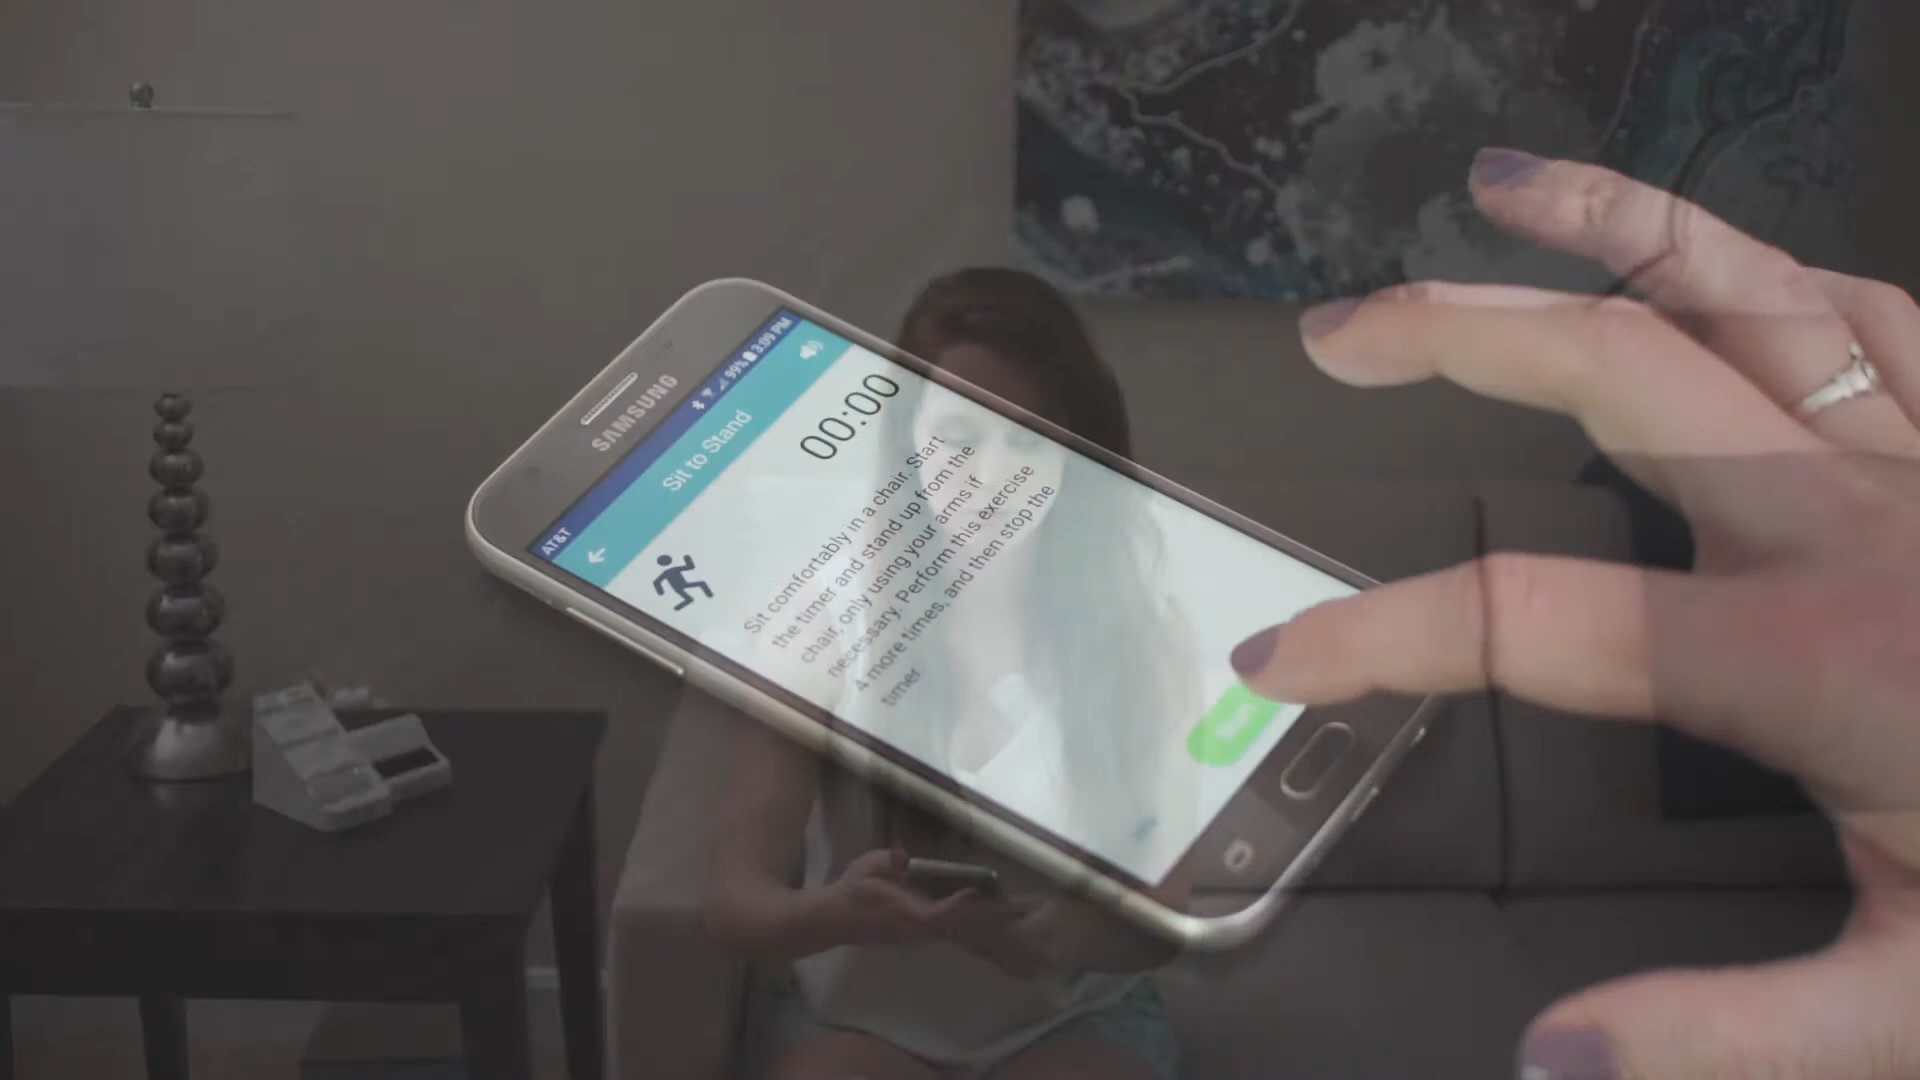 SAMSUNG
AT&T 99% 3:09 PM
Sit to Stand
00:00
Sit comfortably in a chair. Start
the timer and stand up from the
chair, only using your arms if
necessary. Perform this exercise
4 more times, and then stop the
timer